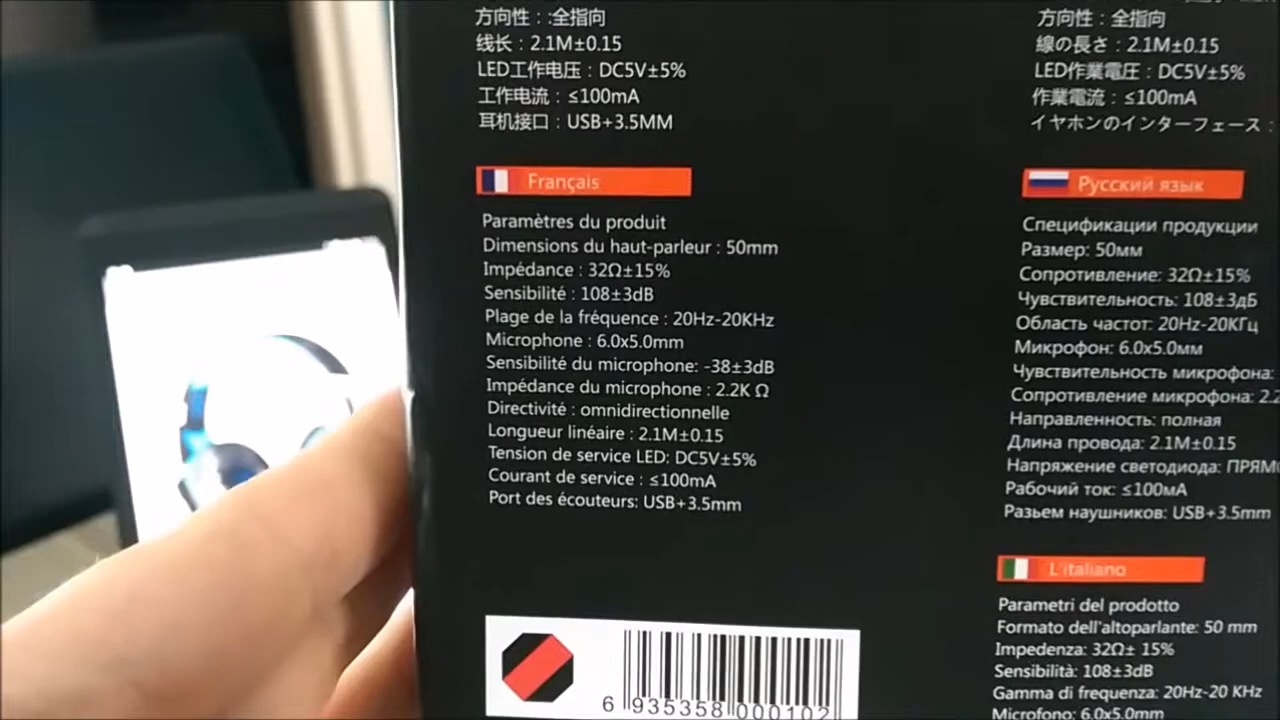 方向性：:全指向
线长：2.1M±0.15
LED工作电压：DC5V±5%
工作电流：≤100mA
耳机接口：USB+3.5MM
方向性：全指向
線の長さ：2.1M±0.15
LED作業電圧：DC5V±5%
作業電流：≤100mA
イヤホンのインターフェース：
Français
Paramètres du produit
Dimensions du haut-parleur : 50mm
Impédance : 32Ω±15%
Sensibilité : 108±3dB
Plage de la fréquence : 20Hz-20KHz
Microphone : 6.0x5.0mm
Sensibilité du microphone: -38±3dB
Impédance du microphone : 2.2K Ω
Directivité : omnidirectionnelle
Longueur linéaire : 2.1M±0.15
Tension de service LED: DC5V±5%
Courant de service : ≤100mA
Port des écouteurs: USB+3.5mm
Русский язык
Спецификации продукции
Размер: 50мм
Сопротивление: 32Ω±15%
Чувствительность: 108±3дБ
Область частот: 20Hz-20КГц
Микрофон: 6.0x5.0мм
Чувствительность микрофона:
Сопротивление микрофона: 2.2
Направленность: полная
Длина провода: 2.1M±0.15
Напряжение светодиода: ПРЯМ
Рабочий ток: ≤100мА
Разьем наушников: USB+3.5mm
L'italiano
Parametri del prodotto
Formato dell'altoparlante: 50 mm
Impedenza: 32Ω± 15%
Sensibilità: 108±3dB
Gamma di frequenza: 20Hz-20 KHz
Microfono: 6.0x5.0mm
6 935358 000102